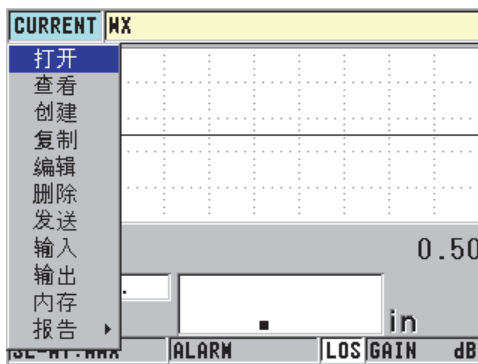 CURRENT WX
打开
查看
创建
复制
编辑
删除
发送
输入
0.50
输出
内存
in
报告
ALARM LOS GAIN dB